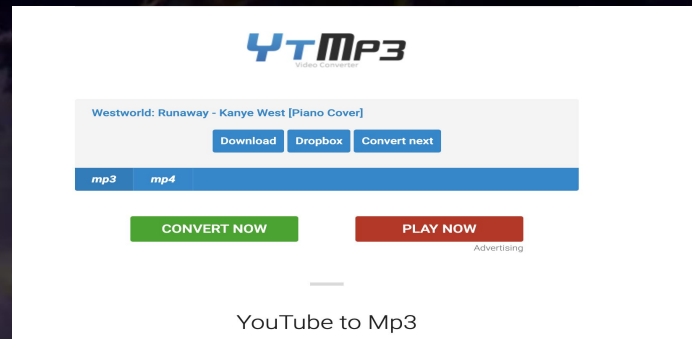 YTMP3
Video Converter
Westworld: Runaway - Kanye West [Piano Cover]
Download Dropbox Convert next
mp3 mp4
CONVERT NOW PLAY NOW
Advertising
YouTube to Mp3